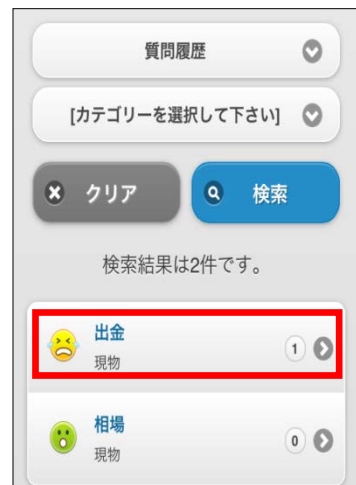 質問履歴
[カテゴリーを選択して下さい]
クリア
検索
検索結果は2件です。
出金
1
現物
相場
0
現物